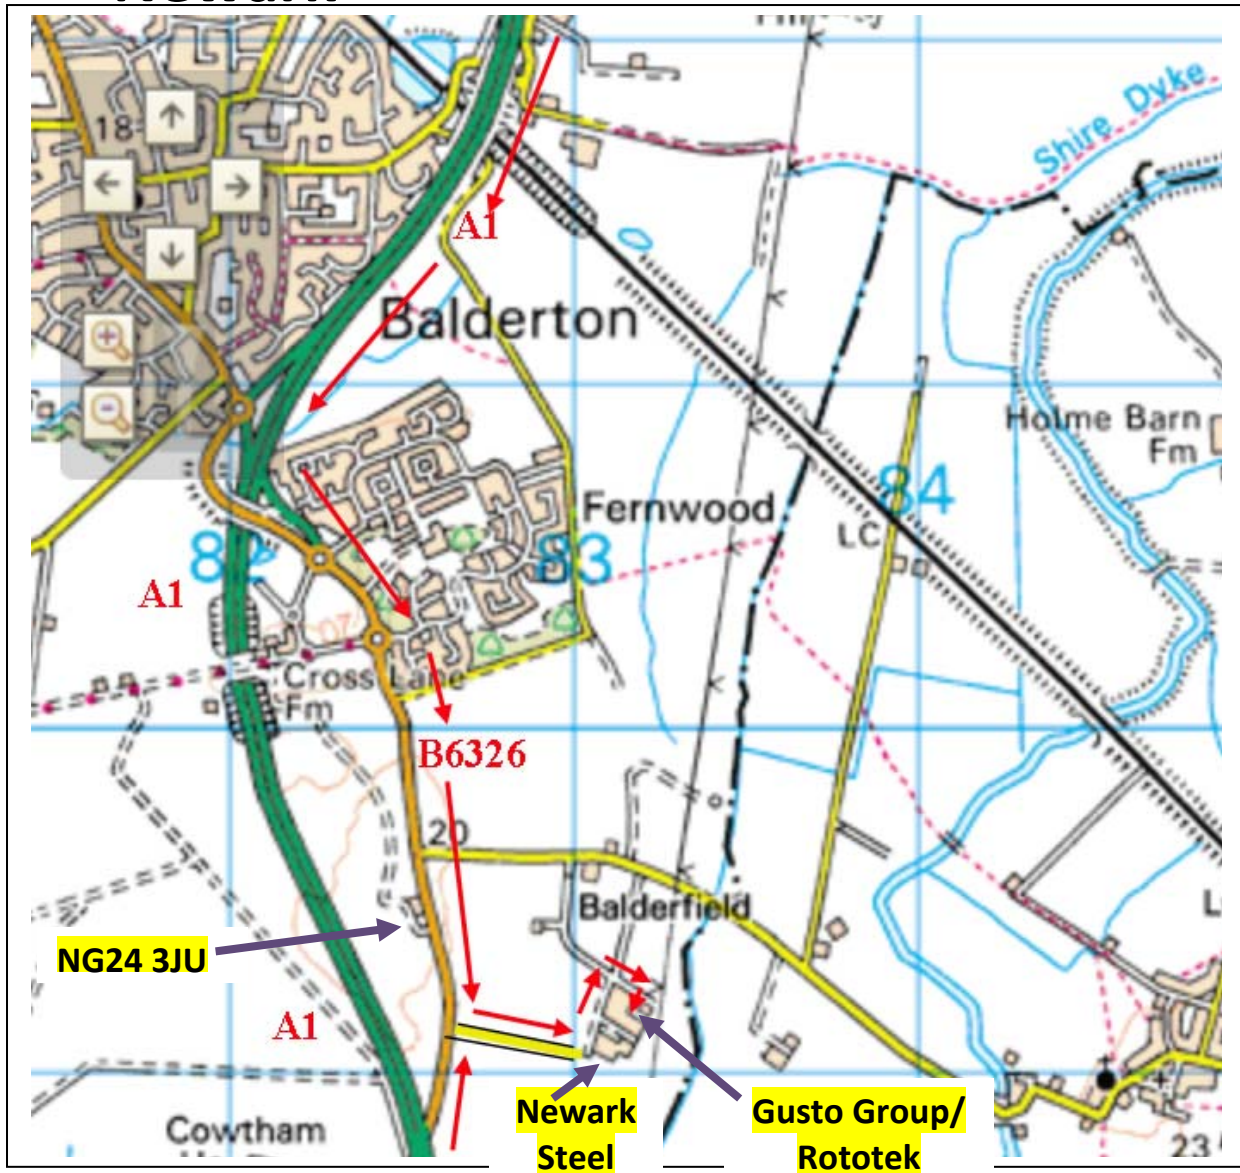 18
Shire Dyke
A1
Balderton
Holme Barn
Fm
84
Fernwood
LC
82
83
A1
Cross Lane
Fm
B6326
20
Balderfield
NG24 3JU
A1
Newark
Steel
Gusto Group/
Rototek
Cowtham
23